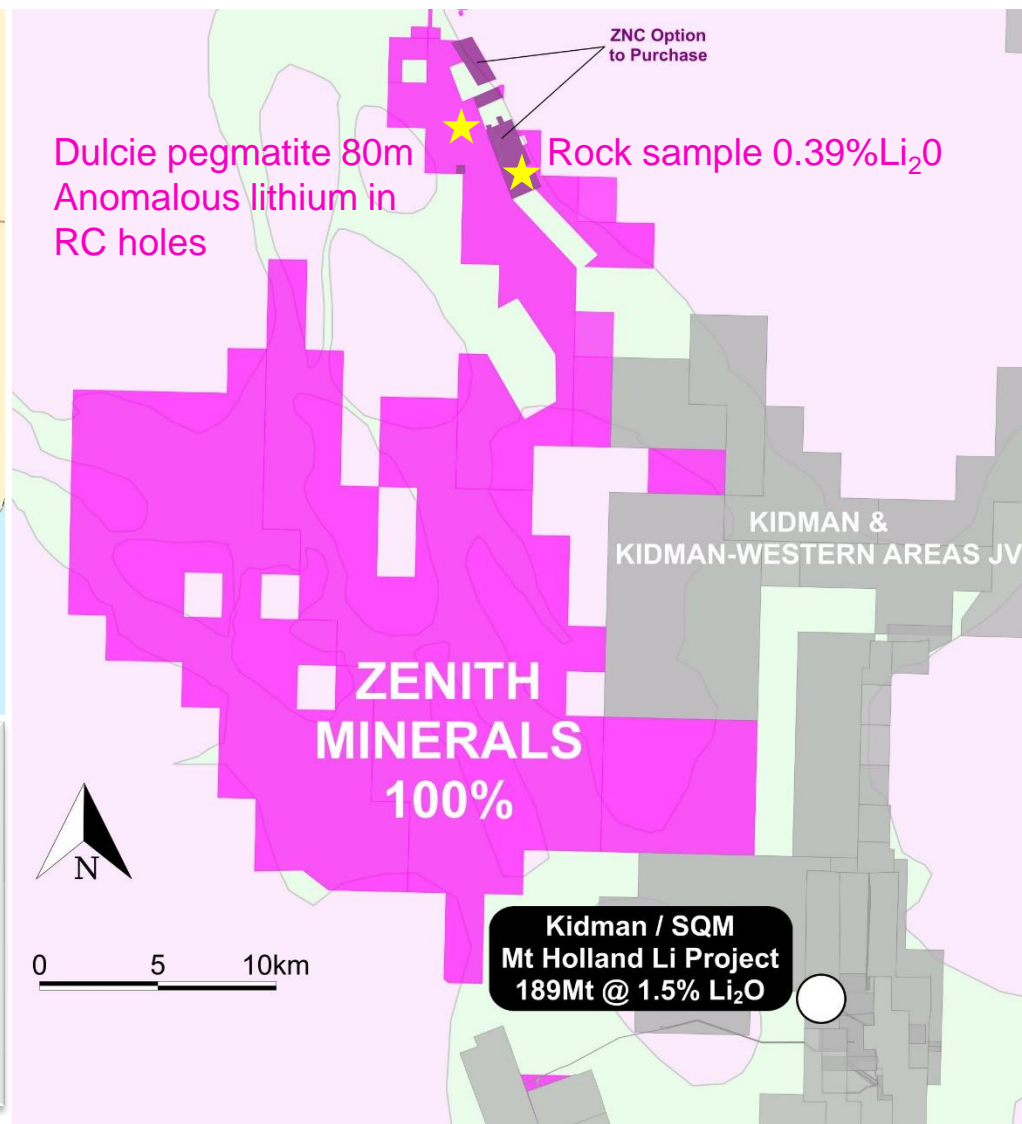 ZNC Option
to Purchase
Dulcie pegmatite 80m
Anomalous lithium in
RC holes
Rock sample 0.39%Li₂0
KIDMAN &
KIDMAN-WESTERN AREAS JV
ZENITH
MINERALS
100%
N
0 5 10km
Kidman / SQM
Mt Holland Li Project
189Mt @ 1.5% Li₂O